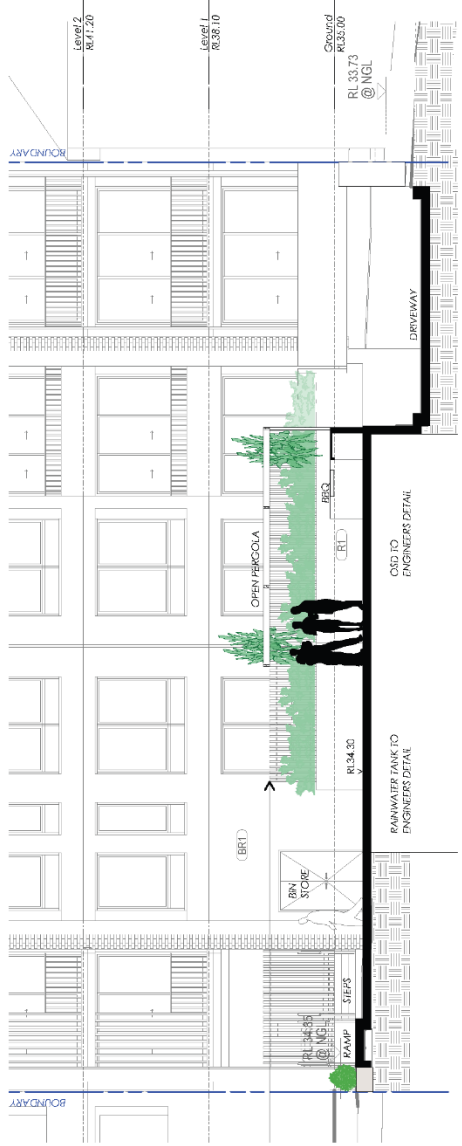 Level 2
RL41.20
Level 1
RL38.10
Ground
RL35.00
RL 33.73
@ NGL
BOUNDARY
DRIVEWAY
OPEN PERGOLA
BBQ
R1
OSD TO
ENGINEERS DETAIL
RL34.30
RAINWATER TANK TO
ENGINEERS DETAIL
BR1
BIN
STORE
STEPS
RL 34.85
@ NGL
RAMP
BOUNDARY